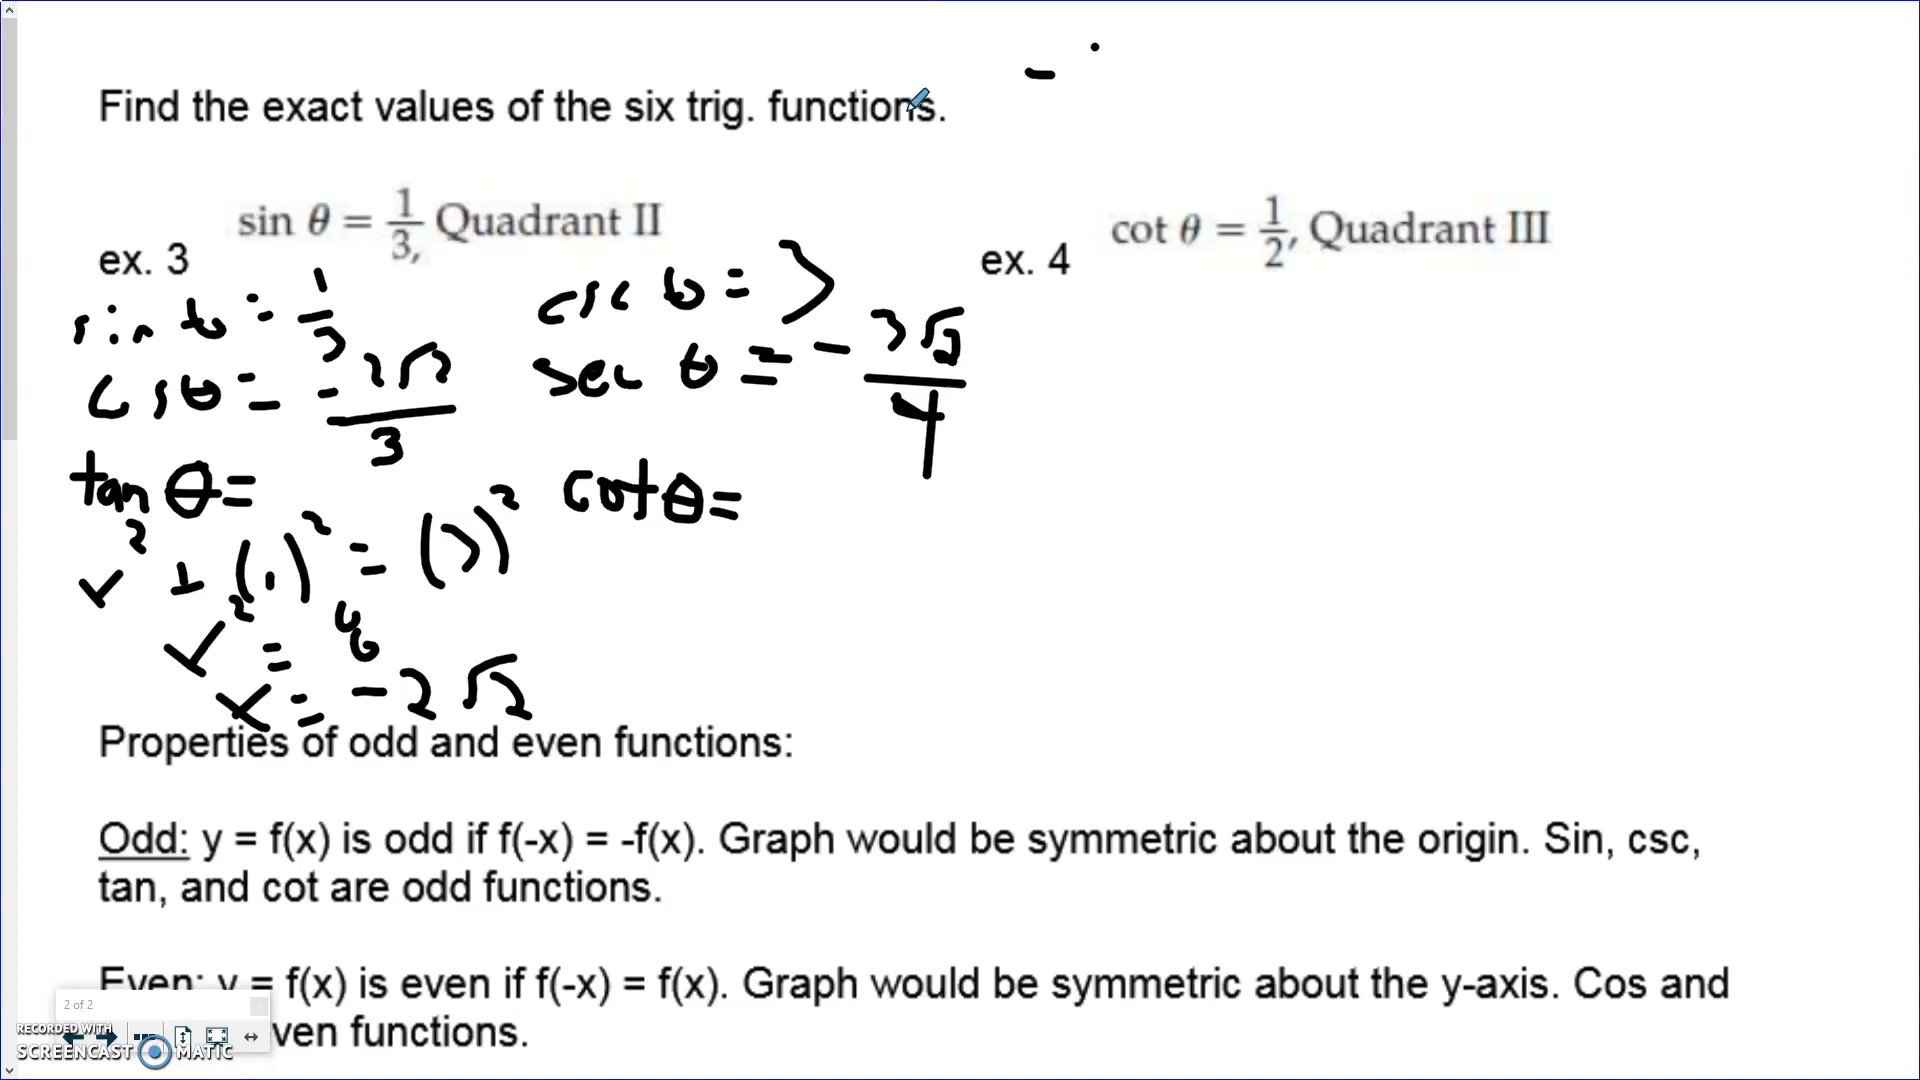 Find the exact values of the six trig. functions.
ex. 3 sin θ = 1/3, Quadrant II
sin θ = 1/3
csc θ = 3
cos θ = -2√2/3
sec θ = -3√2/4
tan θ =
cot θ =
x² + (1)² = (3)²
x² =
x = -2√2
ex. 4 cot θ = 1/2, Quadrant III
Properties of odd and even functions:
Odd: y = f(x) is odd if f(-x) = -f(x). Graph would be symmetric about the origin. Sin, csc,
tan, and cot are odd functions.
Even: y = f(x) is even if f(-x) = f(x). Graph would be symmetric about the y-axis. Cos and
ven functions.
2 of 2
RECORDED WITH
SCREENCAST MATIC